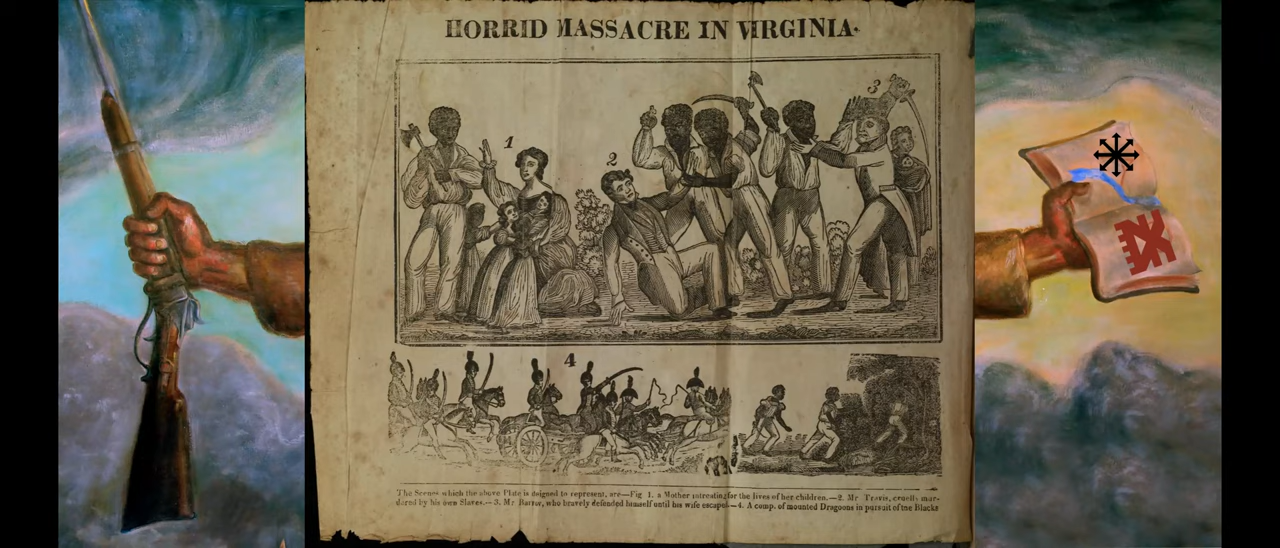 HORRID MASSACRE IN VIRGINIA.
1
2
3
4
The Scenes which the above Plate is designed to represent, are—Fig 1. a Mother intreating for the lives of her children.—2. Mr. Travis, cruelly mur-
dered by his own Slaves.—3. Mr. Barrow, who bravely defended himself until his wife escaped.—4. A comp. of mounted Dragoons in pursuit of the Blacks